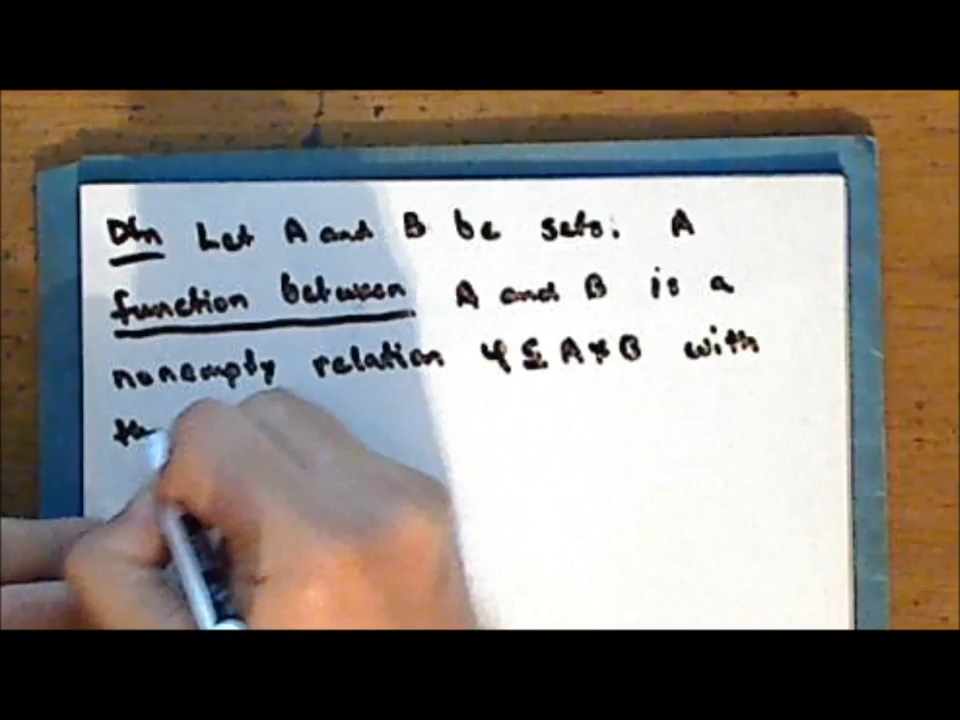 Dfn Let A and B be sets. A
function between A and B is a
nonempty relation φ ⊆ A × B with